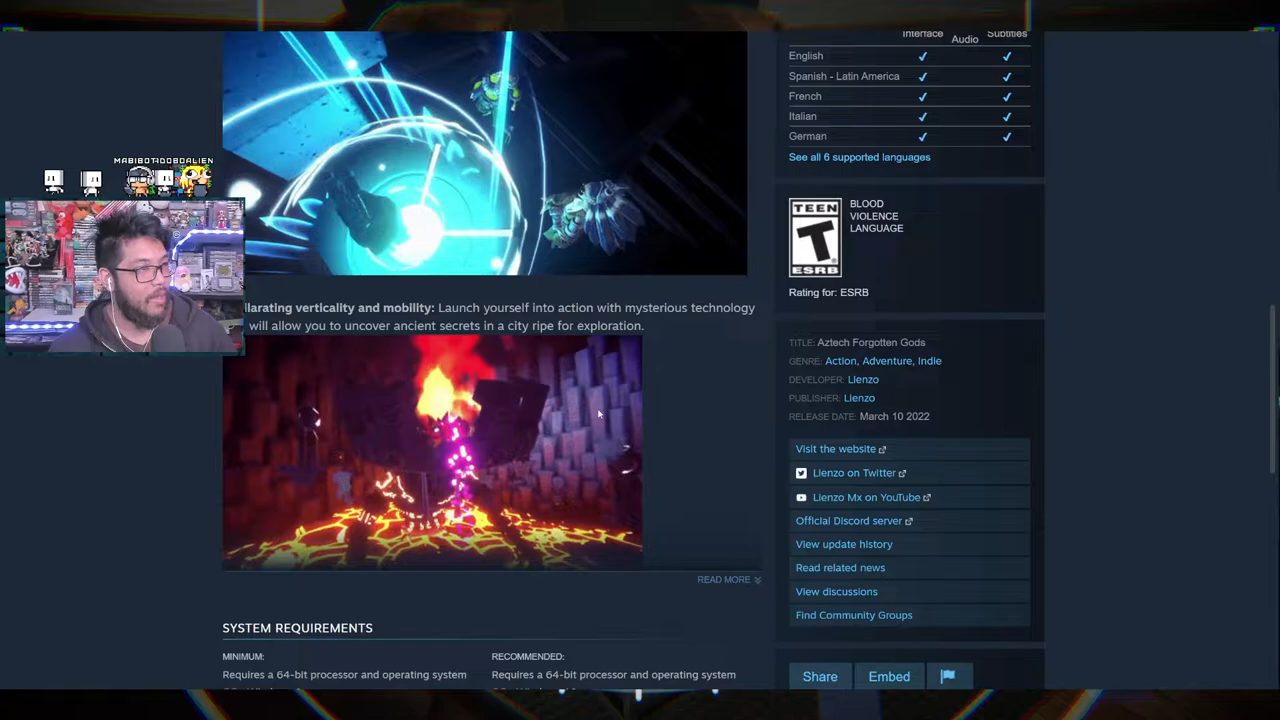 Interface
Audio
Subtitles
English
Spanish - Latin America
French
Italian
German
See all 6 supported languages
MABIBOTADOBOALIEN
TEEN
T
ESRB
BLOOD
VIOLENCE
LANGUAGE
Rating for: ESRB
verticality and mobility: Launch yourself into action with mysterious technology
will allow you to uncover ancient secrets in a city ripe for exploration.
TITLE: Aztech Forgotten Gods
GENRE: Action, Adventure, Indie
DEVELOPER: Lienzo
PUBLISHER: Lienzo
RELEASE DATE: March 10 2022
Visit the website
Lienzo on Twitter
Lienzo Mx on YouTube
Official Discord server
View update history
Read related news
View discussions
Find Community Groups
READ MORE
SYSTEM REQUIREMENTS
MINIMUM:
Requires a 64-bit processor and operating system
RECOMMENDED:
Requires a 64-bit processor and operating system
Share
Embed